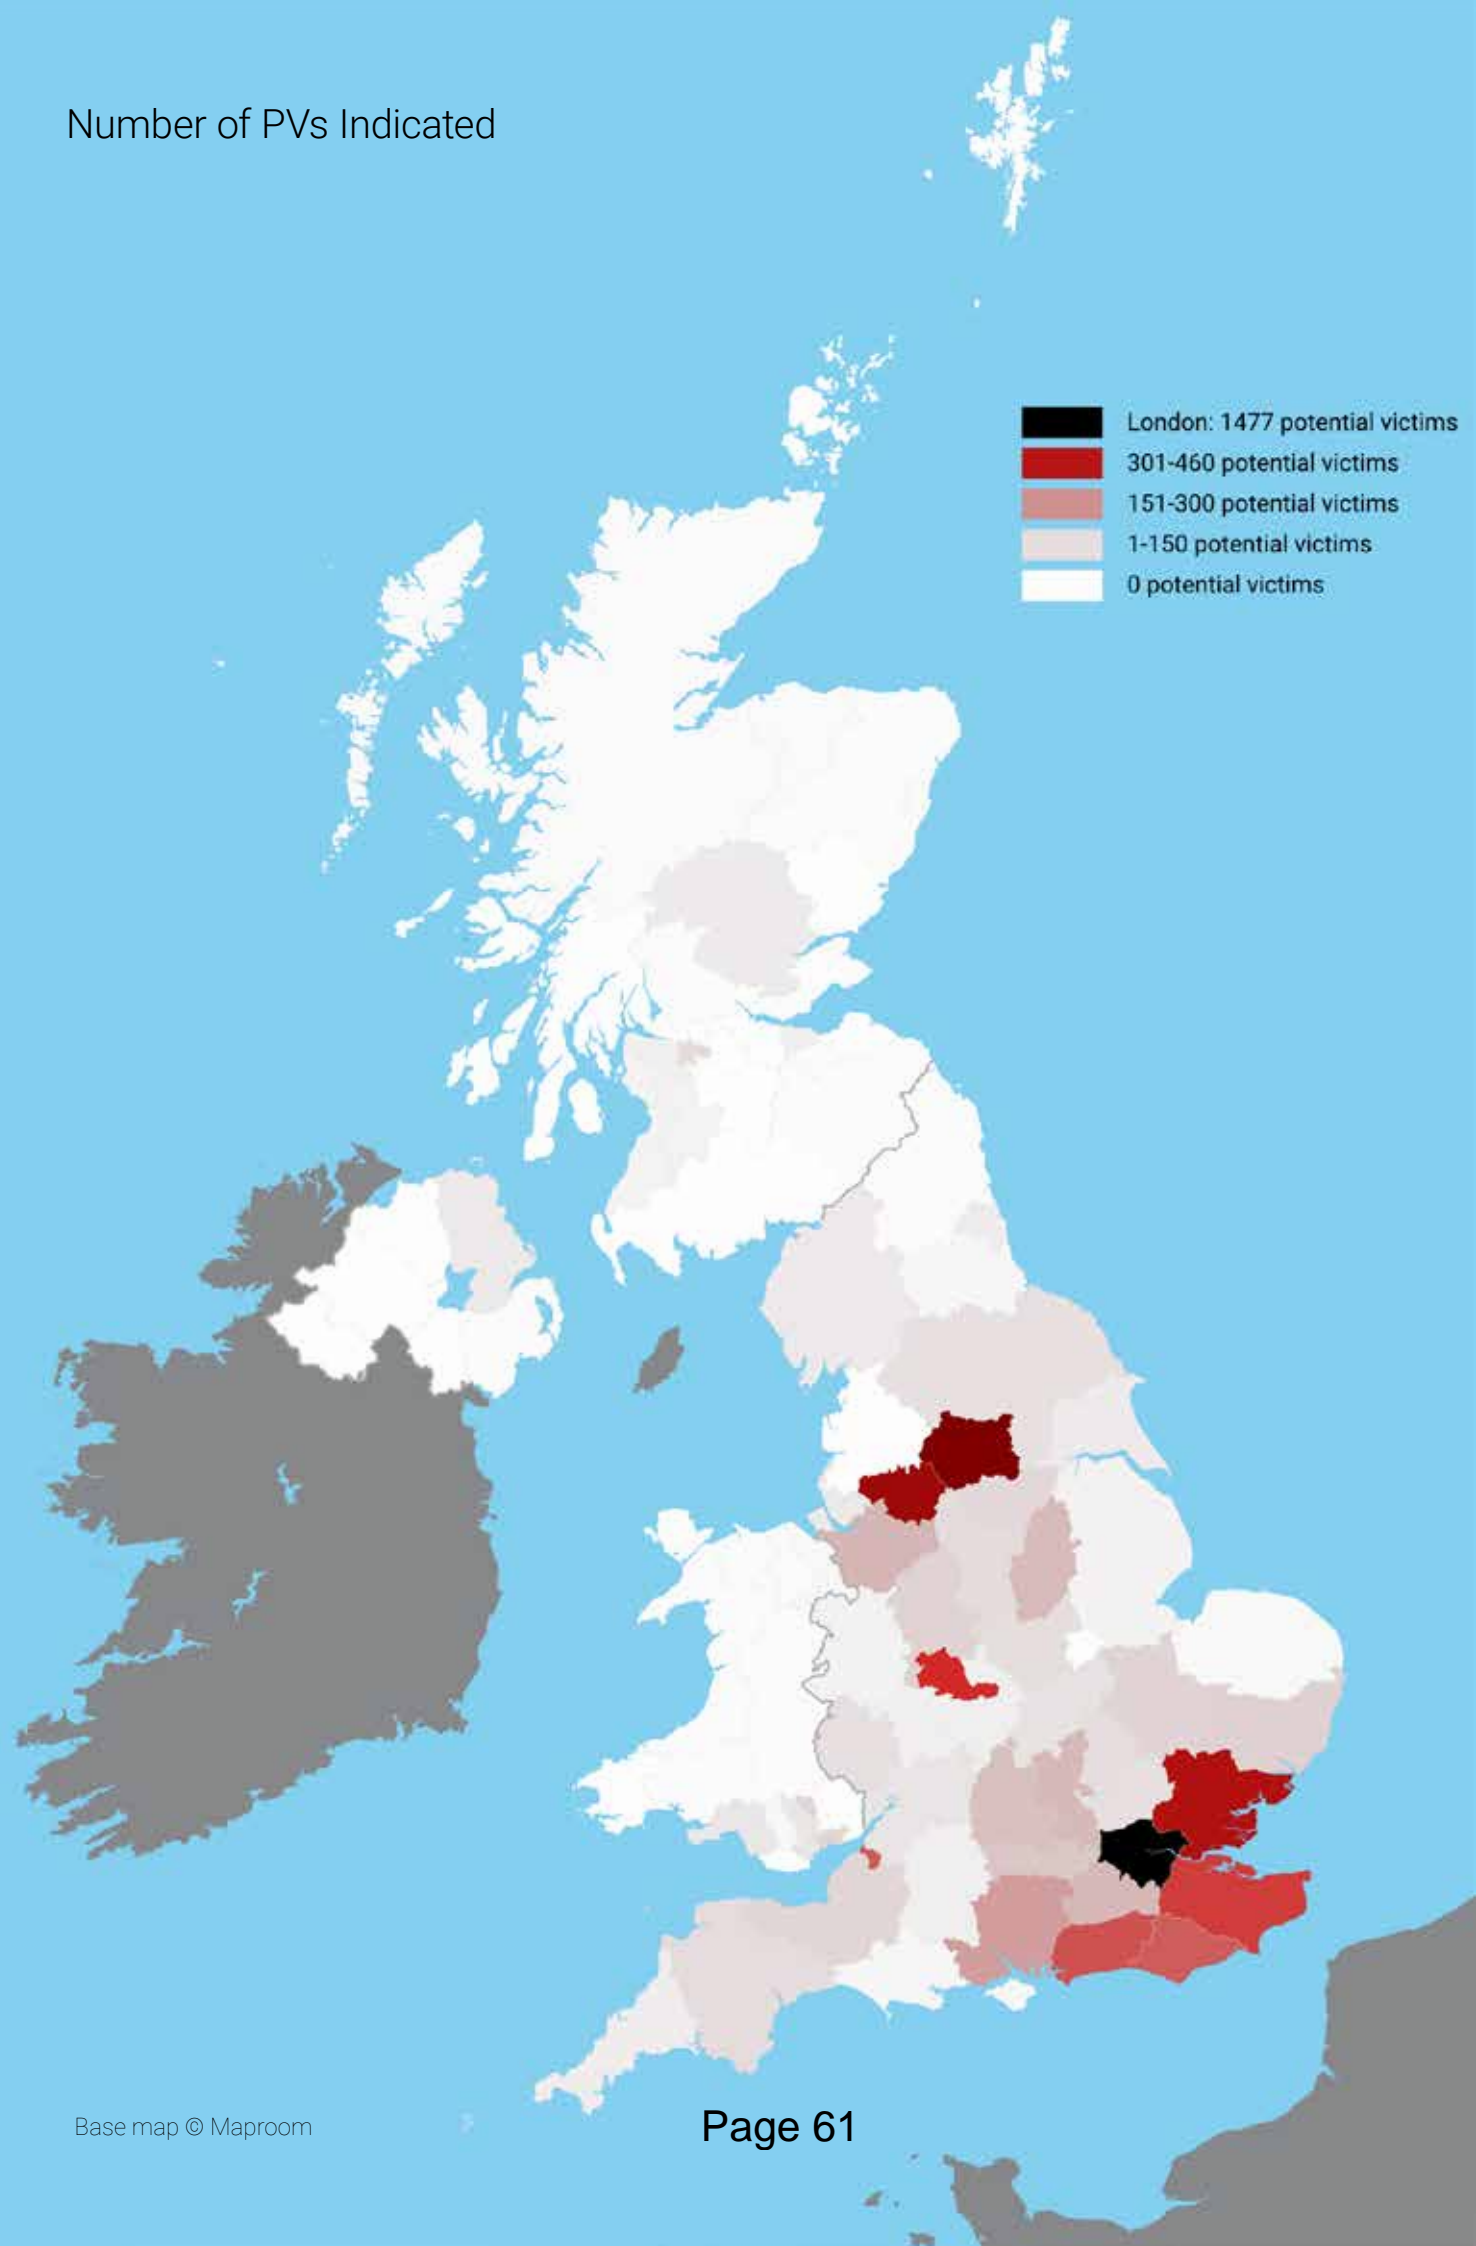 Number of PVs Indicated
London: 1477 potential victims
301-460 potential victims
151-300 potential victims
1-150 potential victims
0 potential victims
Base map © Maproom
Page 61